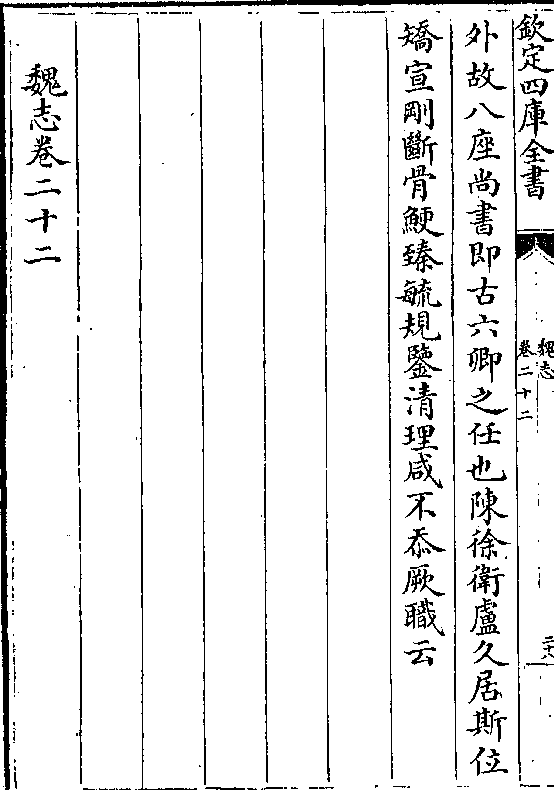 欽定四庫全書
魏志
卷二十二
二十八
外故八座尚書即古六卿之任也陳徐衛盧久居斯位
矯宣剛斷骨鯁臻毓規鑒清理咸不忝厥職云
魏志卷二十二